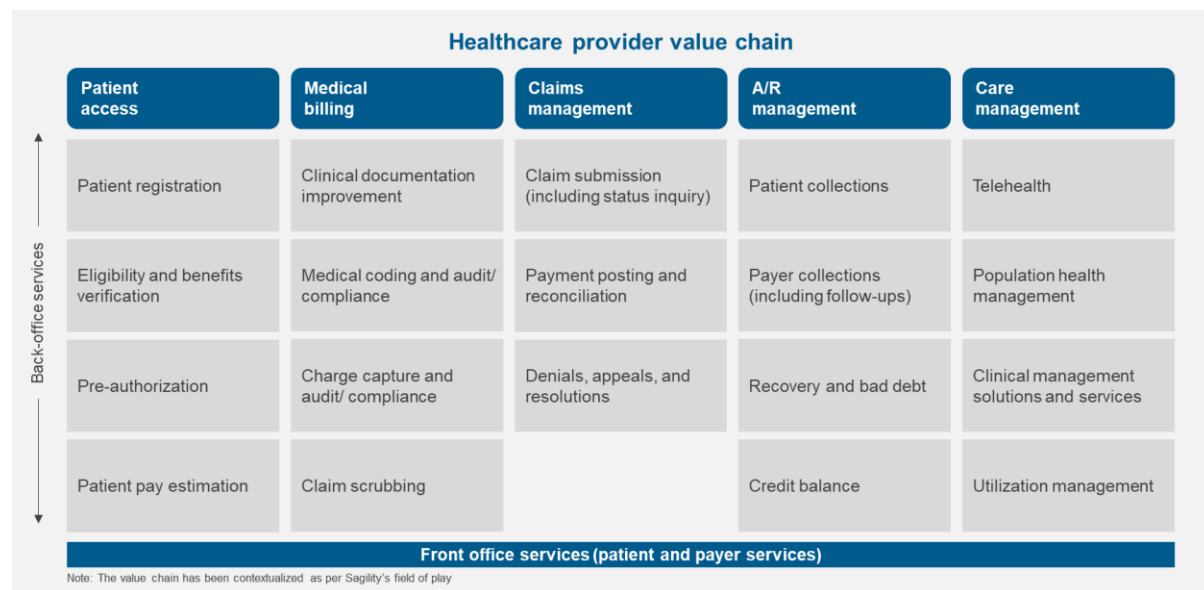 Healthcare provider value chain
Patient
access
Medical
billing
Claims
management
A/R
management
Care
management
Back-office services
Patient registration
Clinical documentation
improvement
Claim submission
(including status inquiry)
Patient collections
Telehealth
Eligibility and benefits
verification
Medical coding and audit/
compliance
Payment posting and
reconciliation
Payer collections
(including follow-ups)
Population health
management
Pre-authorization
Charge capture and
audit/ compliance
Denials, appeals, and
resolutions
Recovery and bad debt
Clinical management
solutions and services
Patient pay estimation
Claim scrubbing
Credit balance
Utilization management
Front office services (patient and payer services)
Note: The value chain has been contextualized as per Sagility's field of play